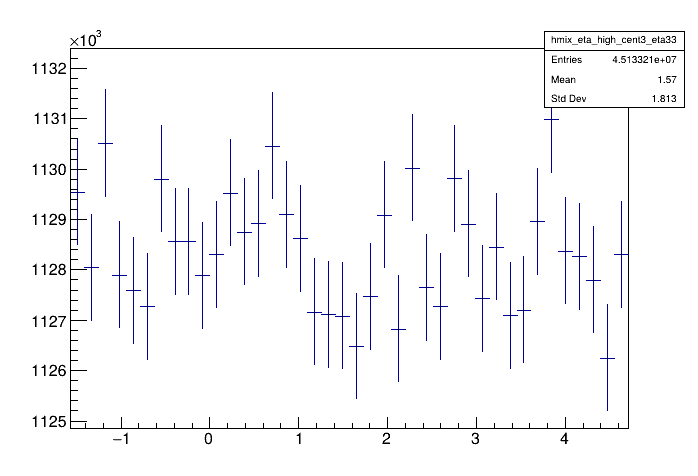 ×10³
hmix_eta_high_cent3_eta33
Entries 4.513321e+07
Mean 1.57
Std Dev 1.813
1132
1131
1130
1129
1128
1127
1126
1125
−1 0 1 2 3 4